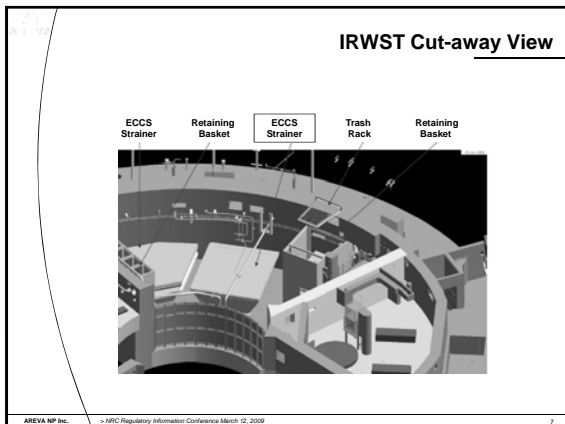 AREVA
IRWST Cut-away View
ECCS Retaining ECCS Trash Retaining
Strainer Basket Strainer Rack Basket
AREVA NP Inc. > NRC Regulatory Information Conference March 12, 2009 7